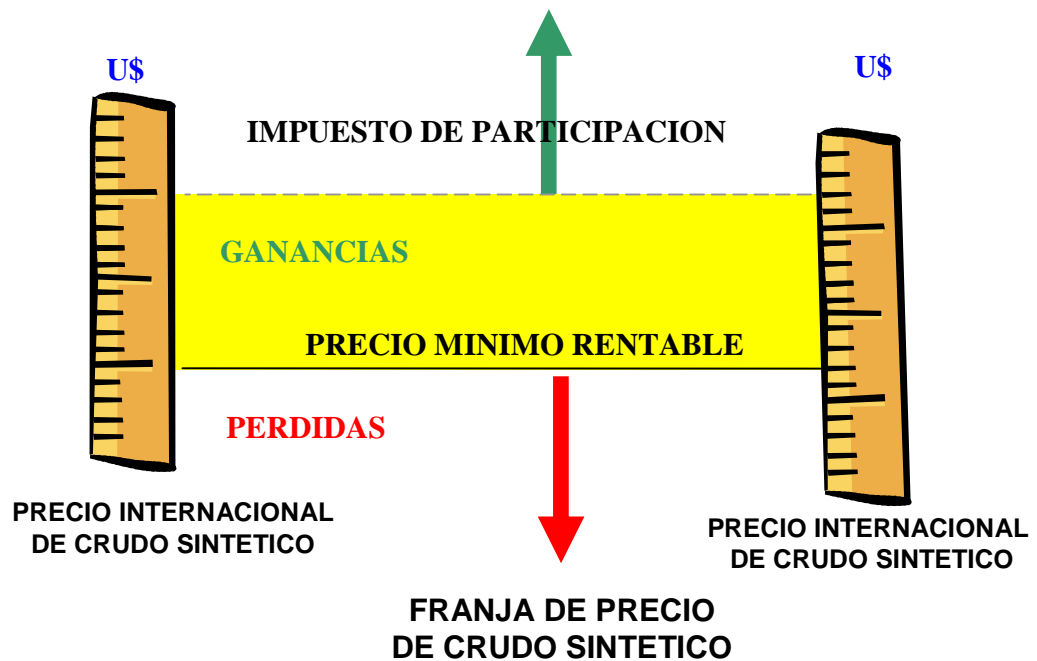 U$
U$
IMPUESTO DE PARTICIPACION
GANANCIAS
PRECIO MINIMO RENTABLE
PERDIDAS
PRECIO INTERNACIONAL
DE CRUDO SINTETICO
PRECIO INTERNACIONAL
DE CRUDO SINTETICO
FRANJA DE PRECIO
DE CRUDO SINTETICO